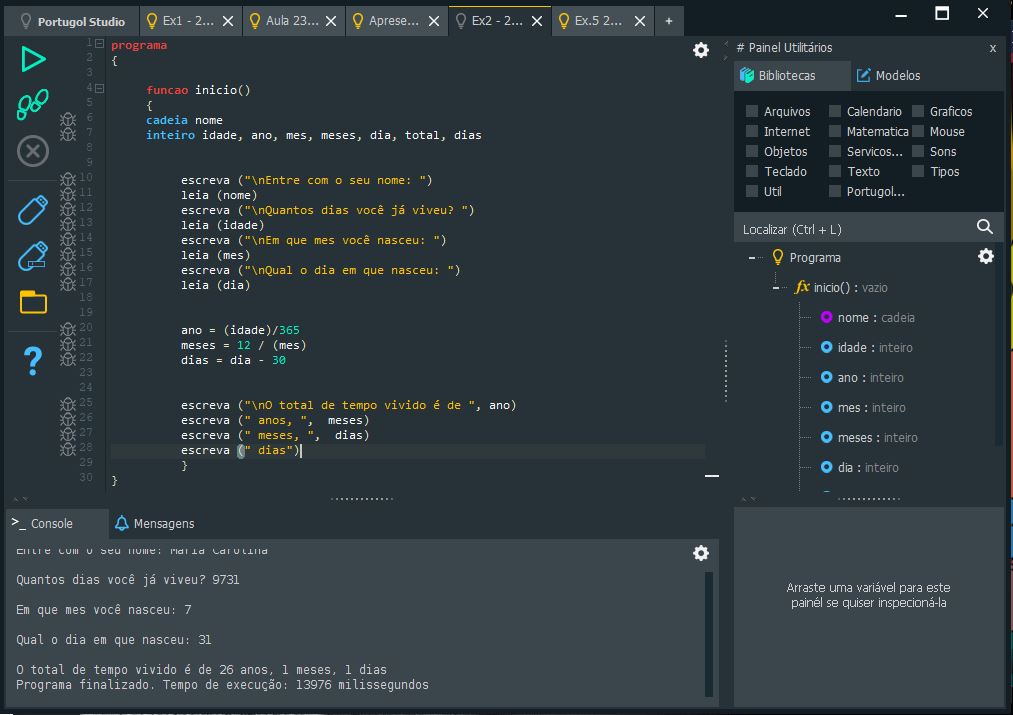 Portugol Studio
Ex1 - 2...
Aula 23...
Aprese...
Ex2 - 2...
Ex.5 2...
+
1 programa
2 {
3
4 funcao inicio()
5 {
6 cadeia nome
7 inteiro idade, ano, mes, meses, dia, total, dias
8
9
10 escreva ("\nEntre com o seu nome: ")
11 leia (nome)
12 escreva ("\nQuantos dias você já viveu? ")
13 leia (idade)
14 escreva ("\nEm que mes você nasceu: ")
15 leia (mes)
16 escreva ("\nQual o dia em que nasceu: ")
17 leia (dia)
18
19
20 ano = (idade)/365
21 meses = 12 / (mes)
22 dias = dia - 30
23
24
25 escreva ("\nO total de tempo vivido é de ", ano)
26 escreva (" anos, ",  meses)
27 escreva (" meses, ",  dias)
28 escreva (" dias")
29 }
30 }
# Painel Utilitários
x
Bibliotecas
Modelos
Arquivos Calendario Graficos
Internet Matematica Mouse
Objetos Servicos... Sons
Teclado Texto Tipos
Util Portugol...
Localizar (Ctrl + L)
Programa
fx inicio() : vazio
nome : cadeia
idade : inteiro
ano : inteiro
mes : inteiro
meses : inteiro
dia : inteiro
>_ Console
Mensagens
Entre com o seu nome: Maria Carolina
Quantos dias você já viveu? 9731
Em que mes você nasceu: 7
Qual o dia em que nasceu: 31
O total de tempo vivido é de 26 anos, 1 meses, 1 dias
Programa finalizado. Tempo de execução: 13976 milissegundos
Arraste uma variável para este
painél se quiser inspecioná-la